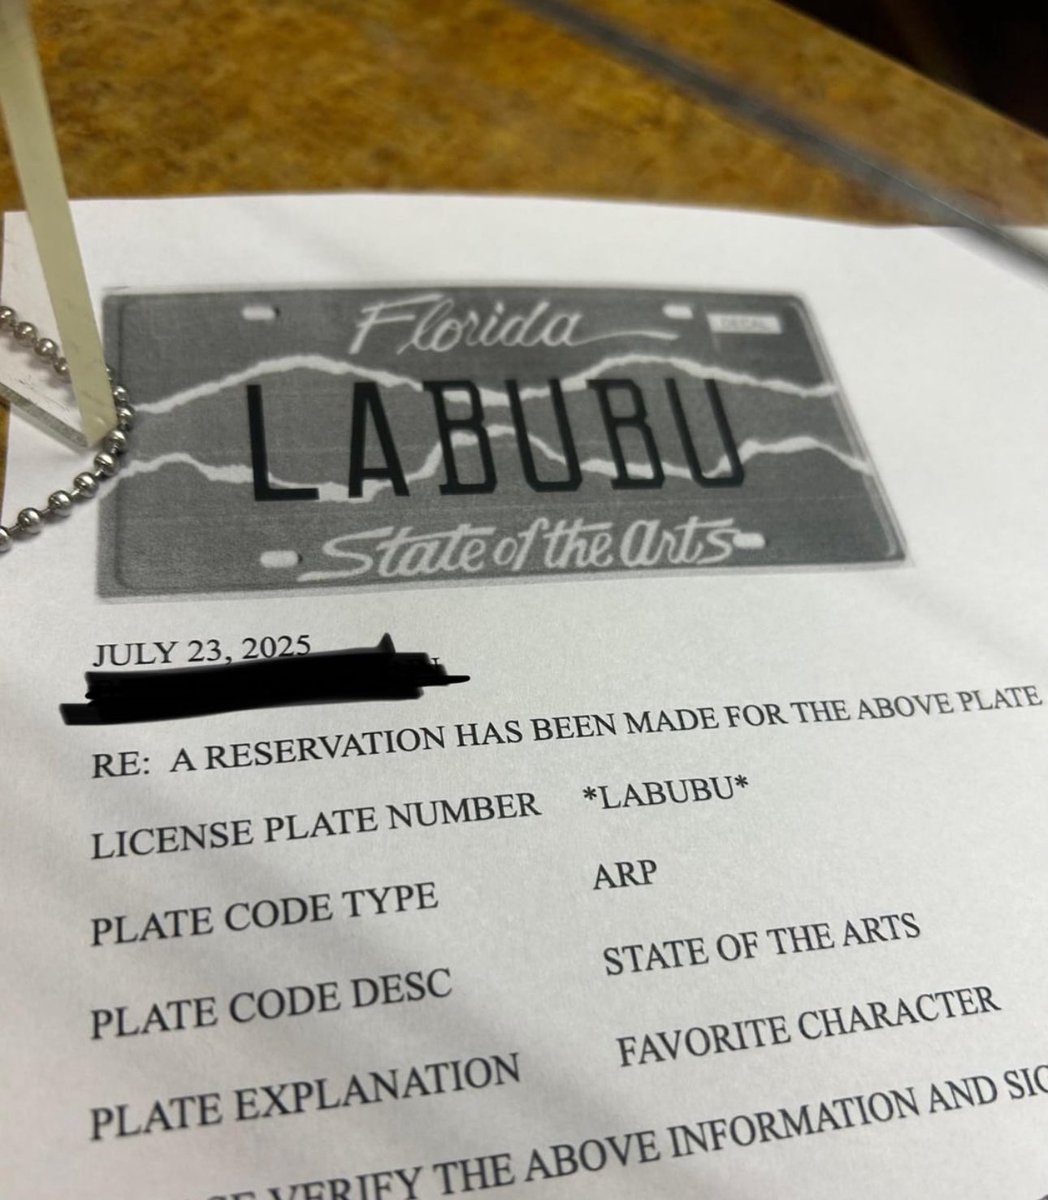 Florida
DECAL
LABUBU
State of the Arts
JULY 23, 2025
RE: A RESERVATION HAS BEEN MADE FOR THE ABOVE PLATE
LICENSE PLATE NUMBER *LABUBU*
PLATE CODE TYPE ARP
PLATE CODE DESC STATE OF THE ARTS
PLATE EXPLANATION FAVORITE CHARACTER
VERIFY THE ABOVE INFORMATION AND